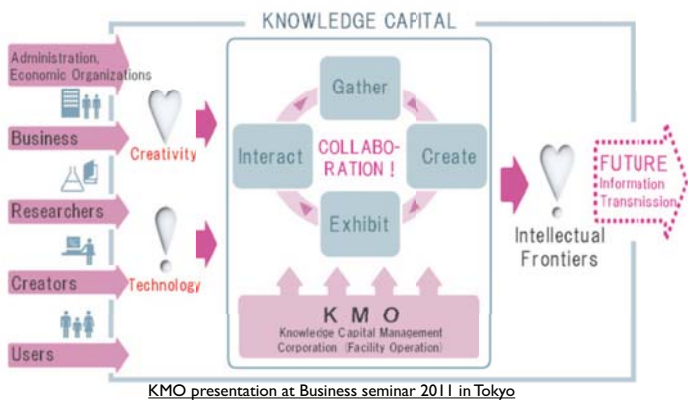 KNOWLEDGE CAPITAL
Administration,
Economic Organizations
Business
Researchers
Creators
Users
Creativity
Technology
Gather
Interact
COLLABO-
RATION !
Create
Exhibit
K M O
Knowledge Capital Management
Corporation (Facility Operation)
Intellectual
Frontiers
FUTURE
Information
Transmission
KMO presentation at Business seminar 2011 in Tokyo